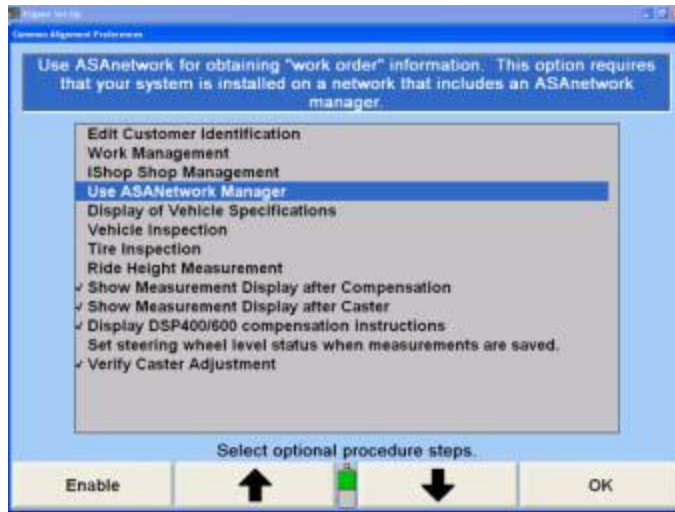 Common Alignment Preferences
Use ASAnetwork for obtaining "work order" information. This option requires
that your system is installed on a network that includes an ASAnetwork
manager.
Edit Customer Identification
Work Management
iShop Shop Management
Use ASANetwork Manager
Display of Vehicle Specifications
Vehicle Inspection
Tire Inspection
Ride Height Measurement
✓ Show Measurement Display after Compensation
✓ Show Measurement Display after Caster
✓ Display DSP400/600 compensation instructions
Set steering wheel level status when measurements are saved.
✓ Verify Caster Adjustment
Select optional procedure steps.
Enable
OK